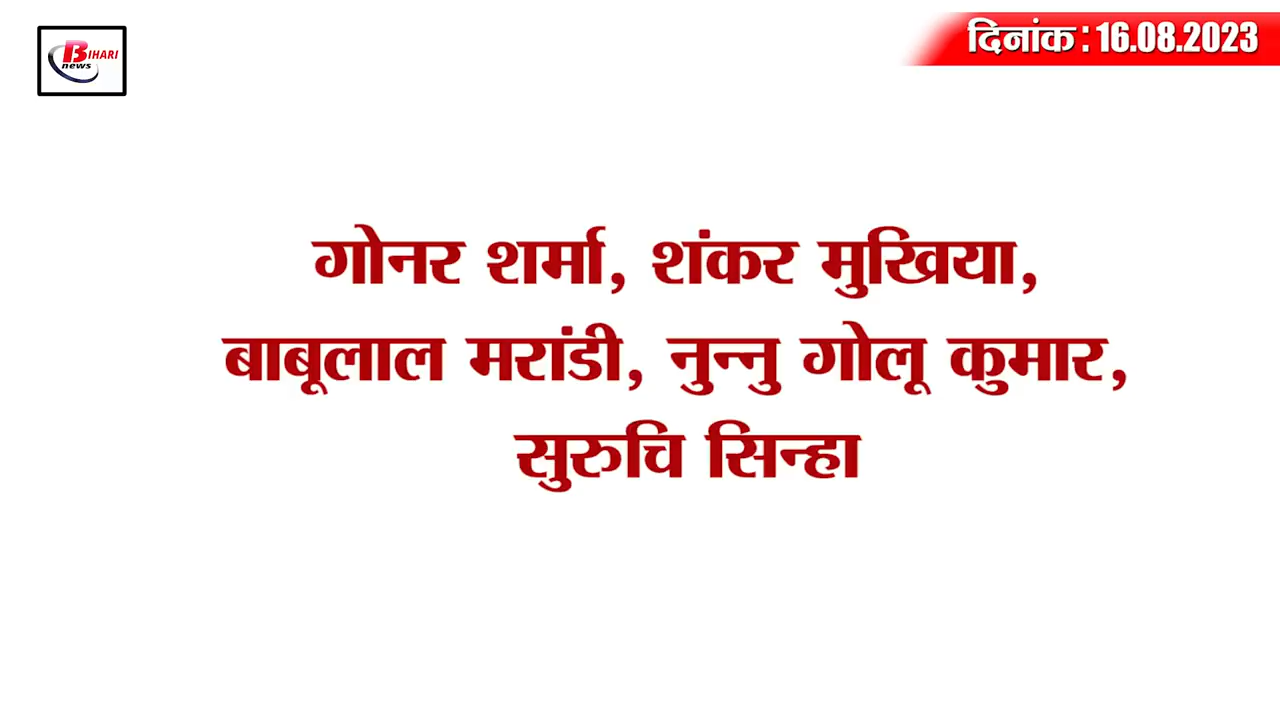 BIHARI
news
दिनांक : 16.08.2023
गोनर शर्मा, शंकर मुखिया,
बाबूलाल मरांडी, नुन्नु गोलू कुमार,
सुरुचि सिन्हा